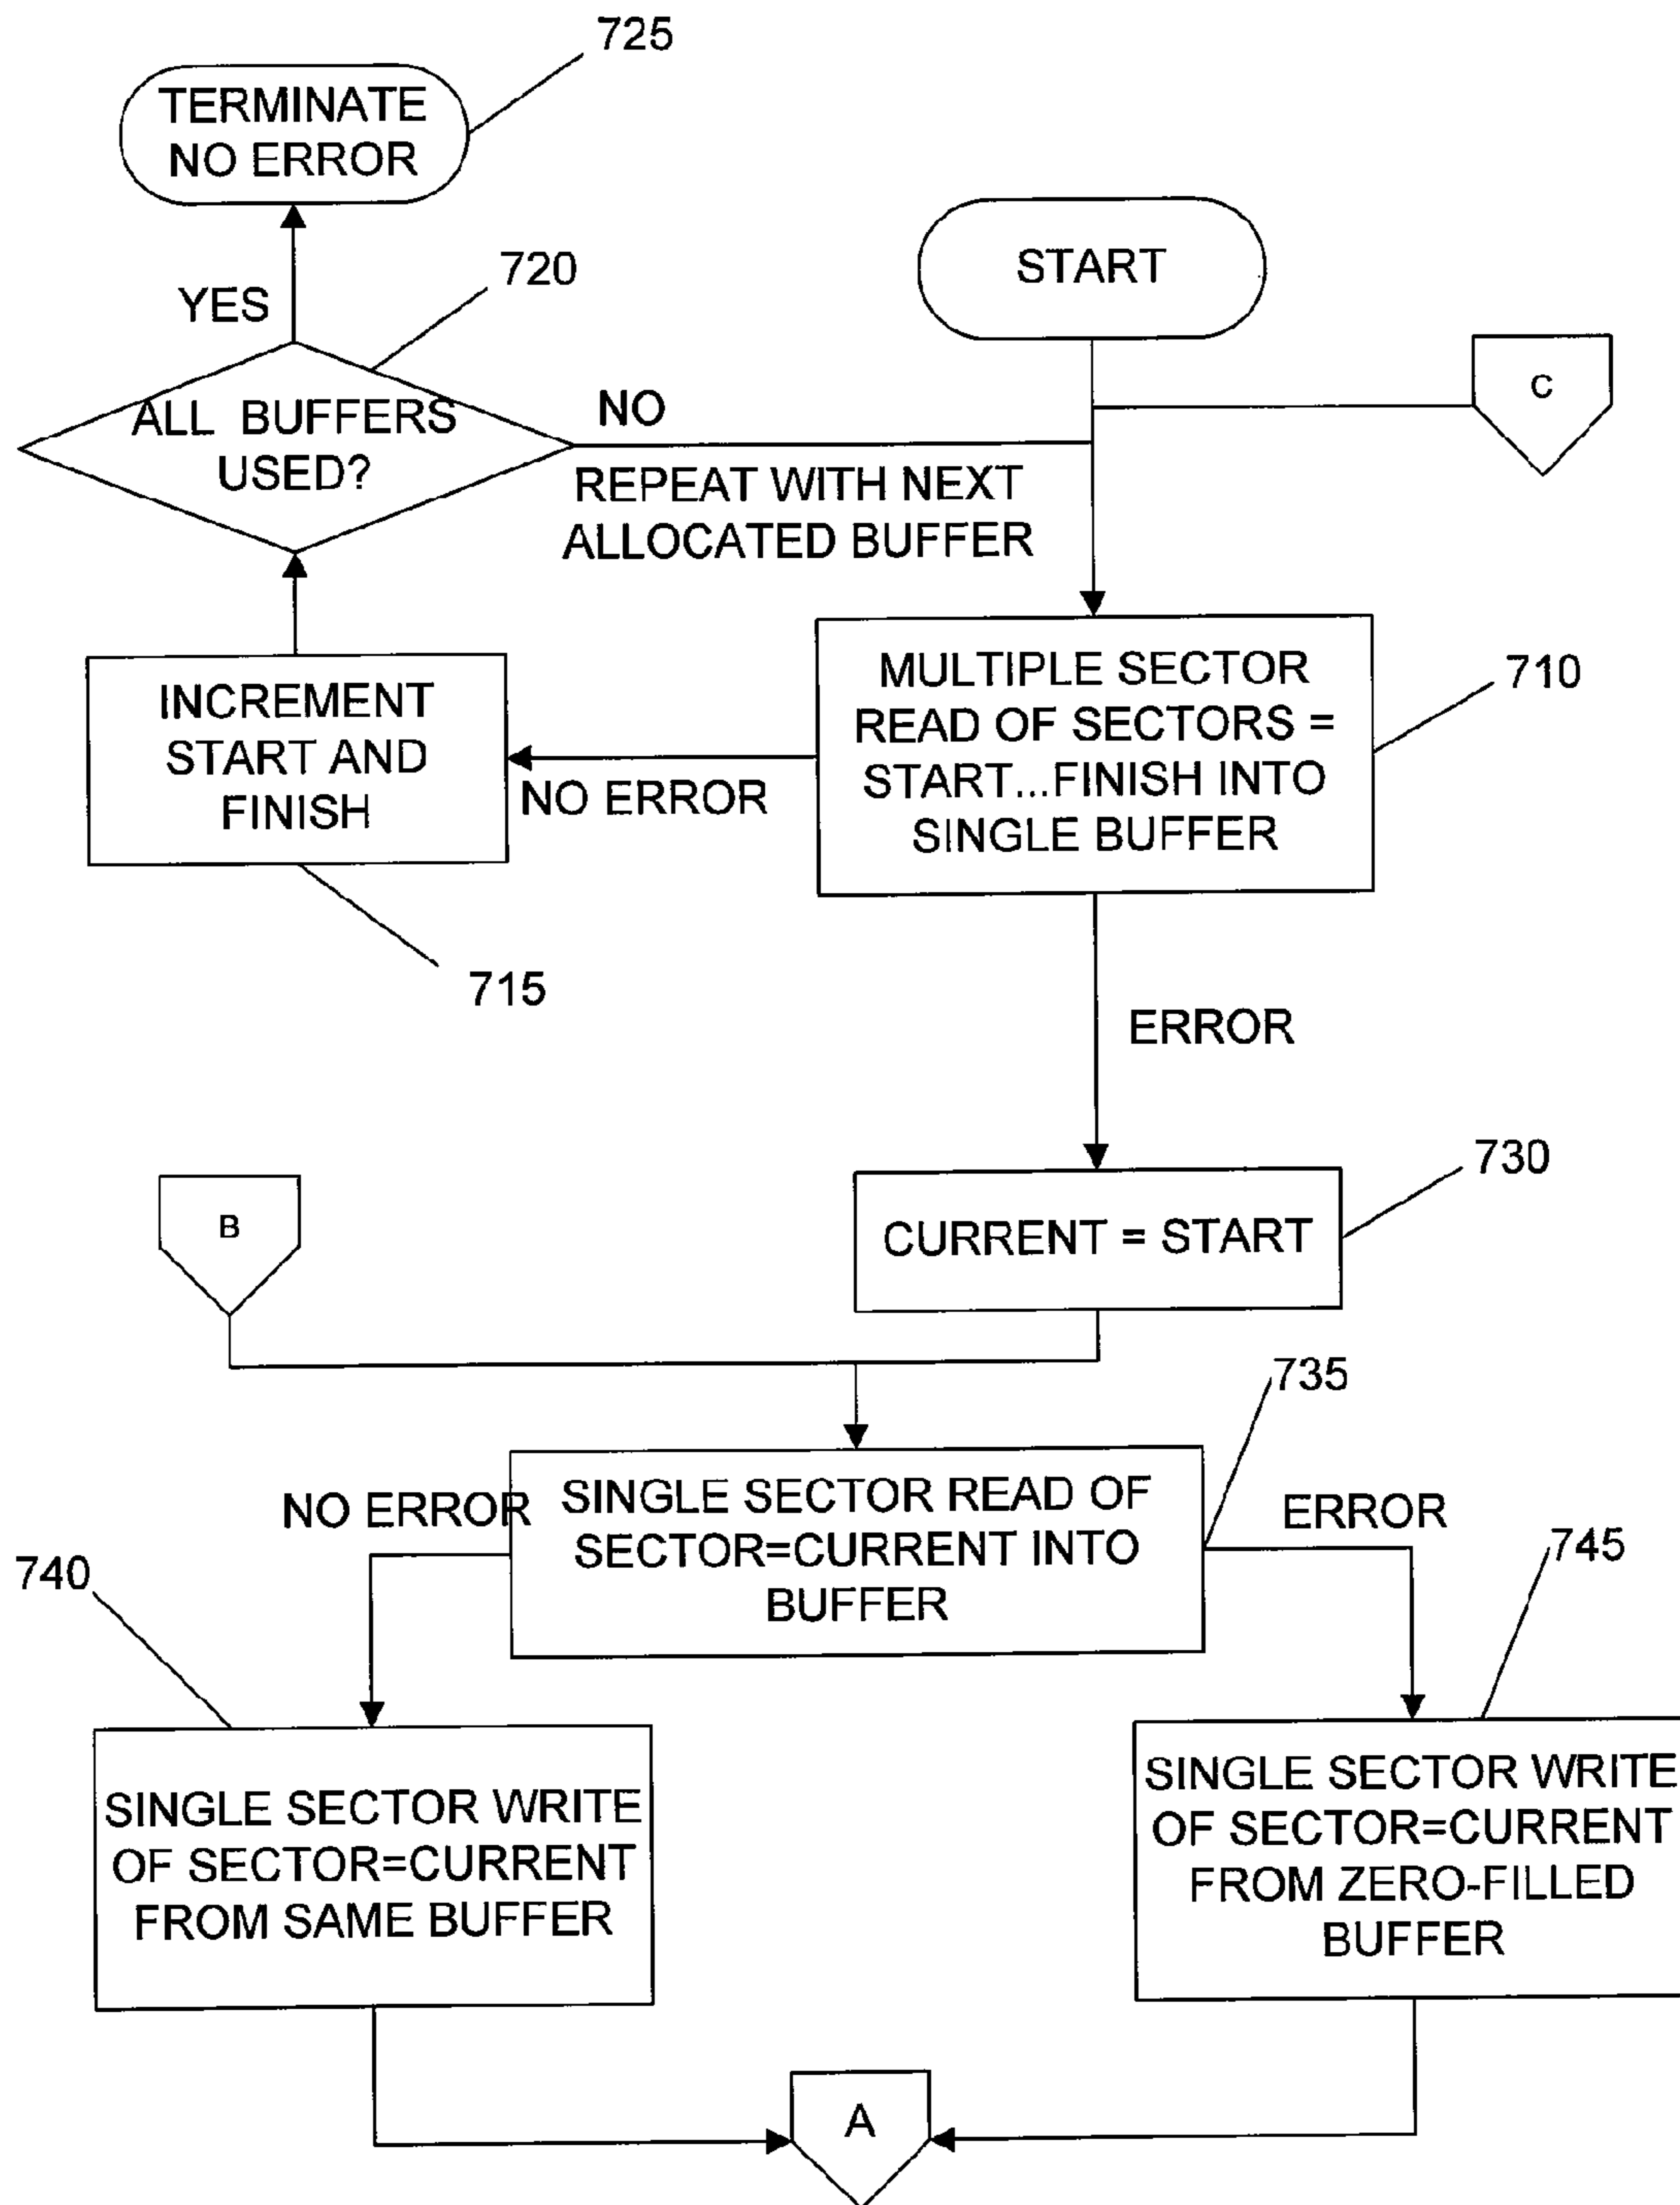 725
TERMINATE
NO ERROR
720
START
YES
C
ALL BUFFERS
USED?
NO
REPEAT WITH NEXT
ALLOCATED BUFFER
MULTIPLE SECTOR
READ OF SECTORS =
START...FINISH INTO
SINGLE BUFFER
710
INCREMENT
START AND
FINISH
NO ERROR
715
ERROR
730
B
CURRENT = START
735
NO ERROR
SINGLE SECTOR READ OF
SECTOR=CURRENT INTO
BUFFER
ERROR
740
745
SINGLE SECTOR WRITE
OF SECTOR=CURRENT
FROM SAME BUFFER
SINGLE SECTOR WRITE
OF SECTOR=CURRENT
FROM ZERO-FILLED
BUFFER
A